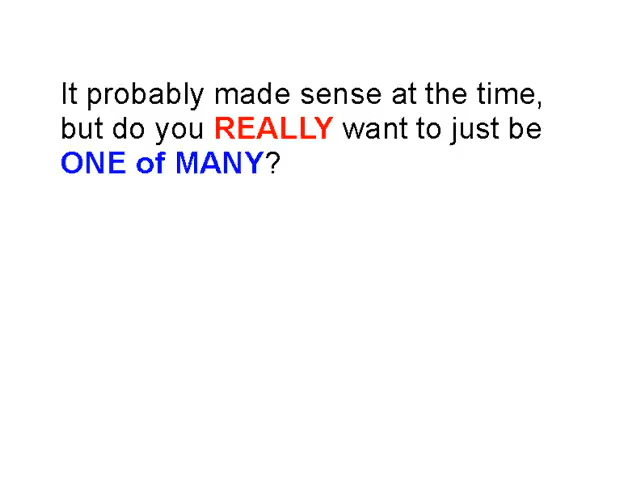 It probably made sense at the time,
but do you REALLY want to just be
ONE of MANY?